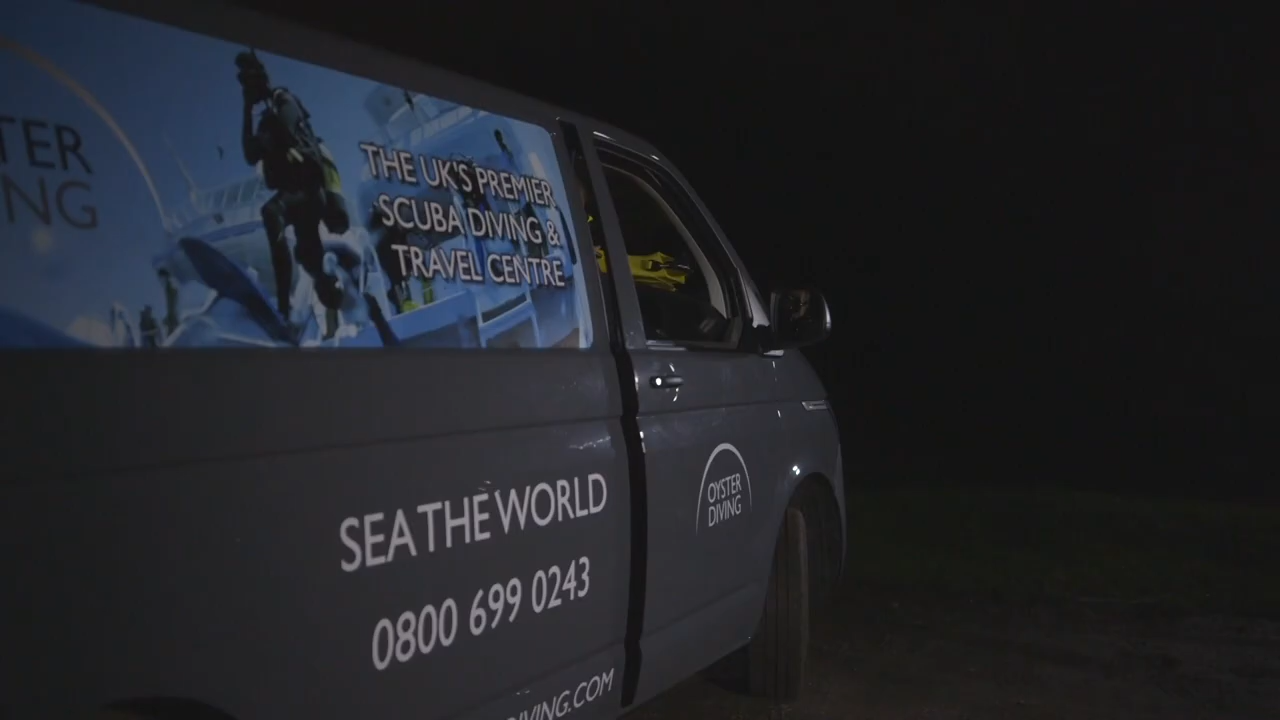 TER
NG
THE UK'S PREMIER
SCUBA DIVING &
TRAVEL CENTRE
OYSTER
DIVING
SEA THE WORLD
0800 699 0243
DIVING.COM